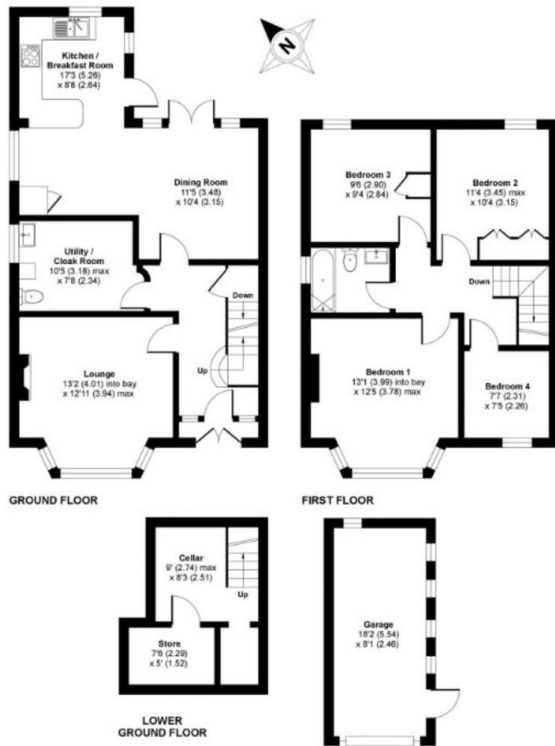 N
Kitchen /
Breakfast Room
17'3 (5.26)
x 8'8 (2.64)
Dining Room
11'5 (3.48)
x 10'4 (3.15)
Utility /
Cloak Room
10'5 (3.18) max
x 7'8 (2.34)
Down
Up
Lounge
13'2 (4.01) into bay
x 12'11 (3.94) max
GROUND FLOOR
Bedroom 3
9'6 (2.90)
x 9'4 (2.84)
Bedroom 2
11'4 (3.45) max
x 10'4 (3.15)
Down
Bedroom 1
13'1 (3.99) into bay
x 12'5 (3.78) max
Bedroom 4
7'7 (2.31)
x 7'5 (2.26)
FIRST FLOOR
Cellar
9' (2.74) max
x 8'3 (2.51)
Up
Store
7'6 (2.29)
x 5' (1.52)
LOWER
GROUND FLOOR
Garage
18'2 (5.54)
x 8'1 (2.46)